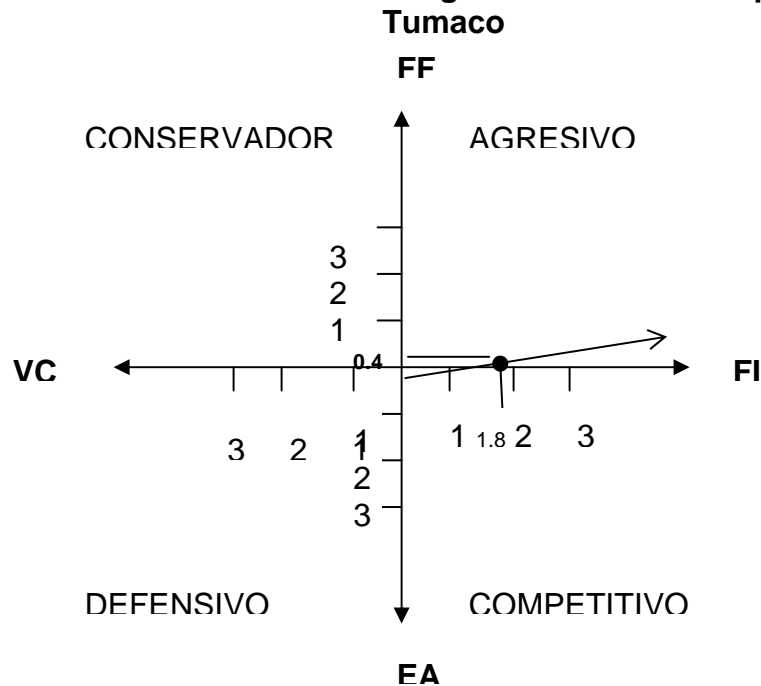 Tumaco
FF
CONSERVADOR AGRESIVO
3
2
1
0.4
VC FI
3 2 1 1 1.8 2 3
1
2
3
DEFENSIVO COMPETITIVO
EA